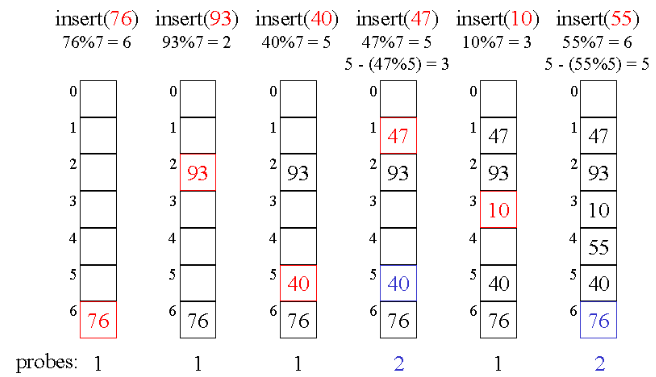 insert(76) insert(93) insert(40) insert(47) insert(10) insert(55)
76%7 = 6 93%7 = 2 40%7 = 5 47%7 = 5 10%7 = 3 55%7 = 6
5 - (47%5) = 3 5 - (55%5) = 5
0 0 0 0 0 0
1 1 1 1 47 1 47 1 47
2 2 93 2 93 2 93 2 93 2 93
3 3 3 3 3 10 3 10
4 4 4 4 4 4 55
5 5 5 40 5 40 5 40 5 40
6 76 6 76 6 76 6 76 6 76 6 76
probes: 1 1 1 2 1 2